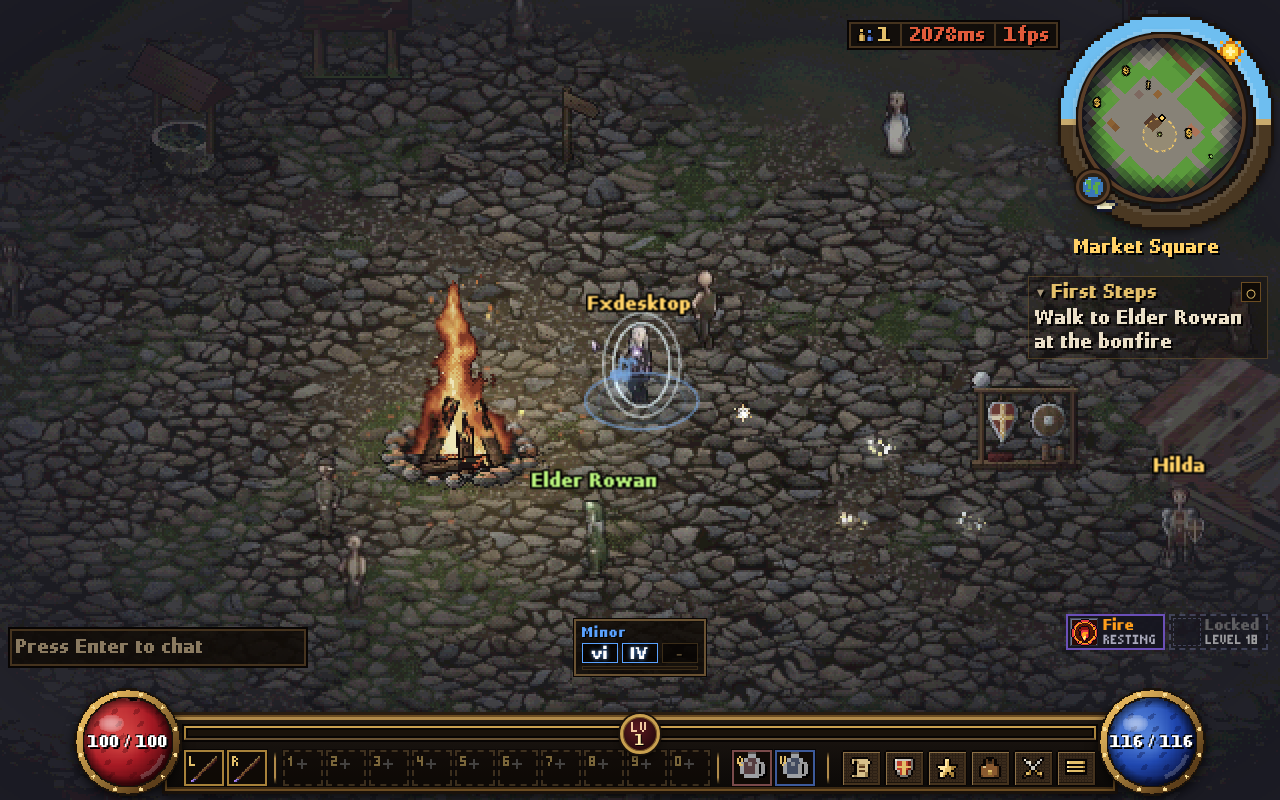 1 2078ms 1fps
Market Square
First Steps
Walk to Elder Rowan
at the bonfire
Fxdesktop
Elder Rowan
Hilda
Press Enter to chat
Minor
vi IV -
Fire
RESTING
Locked
LEVEL 18
100 / 100
LV
1
116 / 116
L R 1+ 2+ 3+ 4+ 5+ 6+ 7+ 8+ 9+ 0+